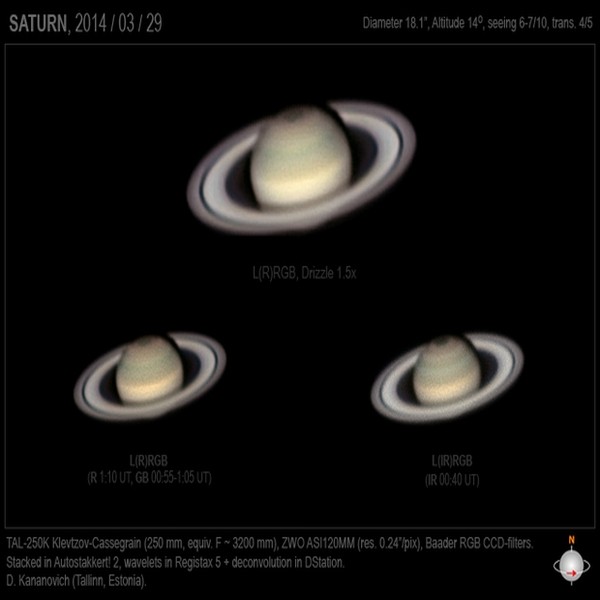 SATURN, 2014 / 03 / 29
Diameter 18.1", Altitude 14º, seeing 6-7/10, trans. 4/5
L(R)RGB, Drizzle 1.5x
L(R)RGB
(R 1:10 UT, GB 00:55-1:05 UT)
L(IR)RGB
(IR 00:40 UT)
TAL-250K Klevtzov-Cassegrain (250 mm, equiv. F ~ 3200 mm), ZWO ASI120MM (res. 0.24"/pix), Baader RGB CCD-filters.
Stacked in Autostakkert! 2, wavelets in Registax 5 + deconvolution in DStation.
D. Kananovich (Tallinn, Estonia).
N